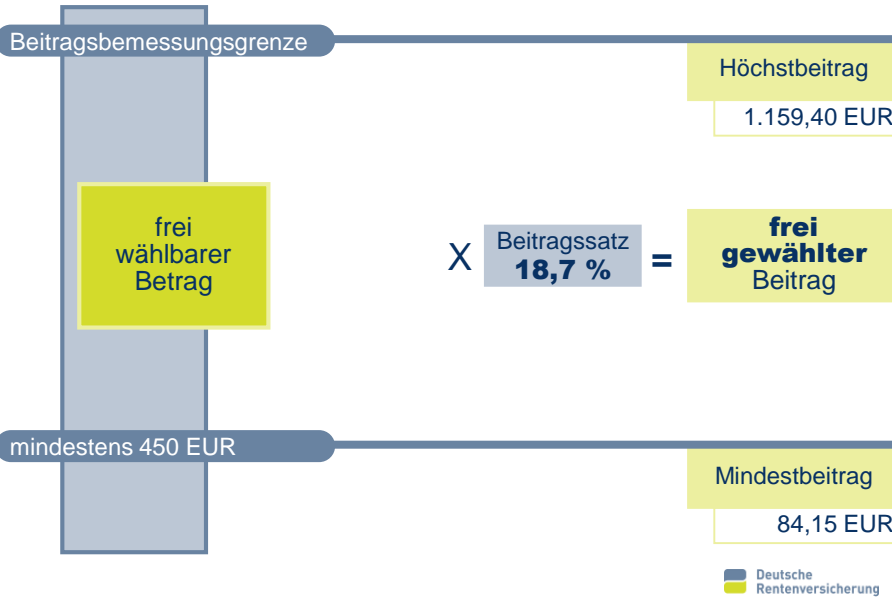 Beitragsbemessungsgrenze
Höchstbeitrag
1.159,40 EUR
frei
wählbarer
Betrag
X
Beitragssatz
18,7 %
=
frei
gewählter
Beitrag
mindestens 450 EUR
Mindestbeitrag
84,15 EUR
Deutsche
Rentenversicherung